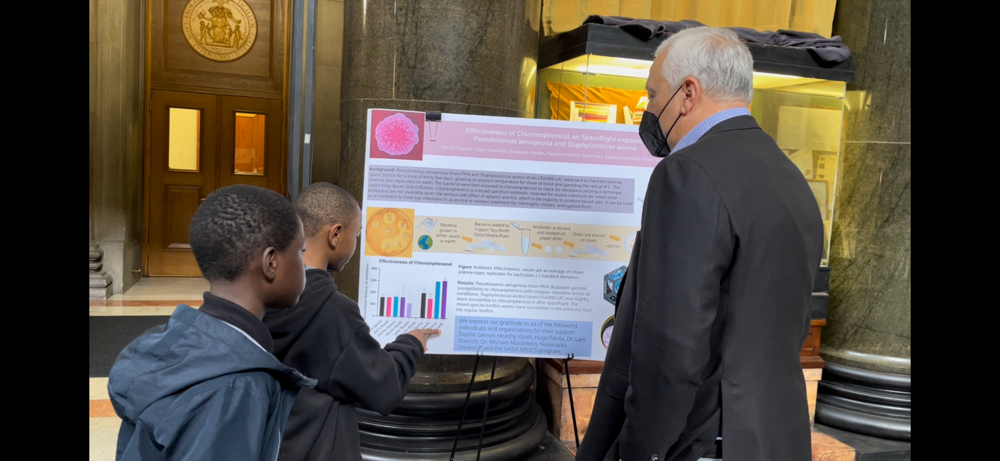 Effectiveness of Chloramphenicol on Spaceflight-exposed
Pseudomonas aeruginosa and Staphylococcus aureus
MS302 Student Citizen-Scientists, Shaquasia Harden, Theodore Nelson, Swati Ravi, Kalpana Ganeshan, Bryan
Background: Pseudomonas aeruginosa strain PA14 and Staphylococcus aureus strain USA300-LAC were sent to the International
Space Station for a total of thirty-five days, growing at ambient temperature for three of those and spending the rest at 4°C. This
timeline was replicated on earth. The bacteria were then exposed to chloramphenicol to check for resistance utilizing a technique
called Kirby Bauer Disk Diffusion. Chloramphenicol is a broad spectrum antibiotic reserved for severe infections for which other
antibiotics are not available given the serious side effect of aplastic anemia, which is the inability to produce blood cells. It can be used
as an ointment to treat eye infections or as an oral or veinous treatment for meningitis, cholera, and typhoid fever.
Bacteria
grown in
either space
or earth
Bacteria added to
Trypsin Soy Broth
Solid Media Plate
Antibiotic is diluted
and soaked on
paper disks
Disks are placed
on plate
+24 hrs
Effectiveness of Chloramphenocol
Normalized Radius of Inhibition
400
300
200
100
0
Space
PA14 Earth
PA14x Space
PA14x Earth
Space
Earth
Space
Earth
Space
Earth
Figure: Antibiotic Effectiveness, values are an average of citizen
science input, replicates for each plate ± 1 standard deviation
Results: Pseudomonas aeruginosa strain PA14 displayed sporadic
susceptibility to chloramphenicol with irregular clearance across all
conditions. Staphylococcus aureus strain USA300-LAC was slightly
more susceptible to chloramphenicol in after spaceflight. The
mixed-species biofilm seems more susceptible to the antibiotic than
the regular biofilm.
We express our gratitude to all of the following
individuals and organizations for their support:
Sophie Gerson Healthy Youth, Hugo Favila, Dr. Lars
Dietrich, Dr. Michael Massimino, Nanoracks
DreamUP and the NASA SPOCS program.